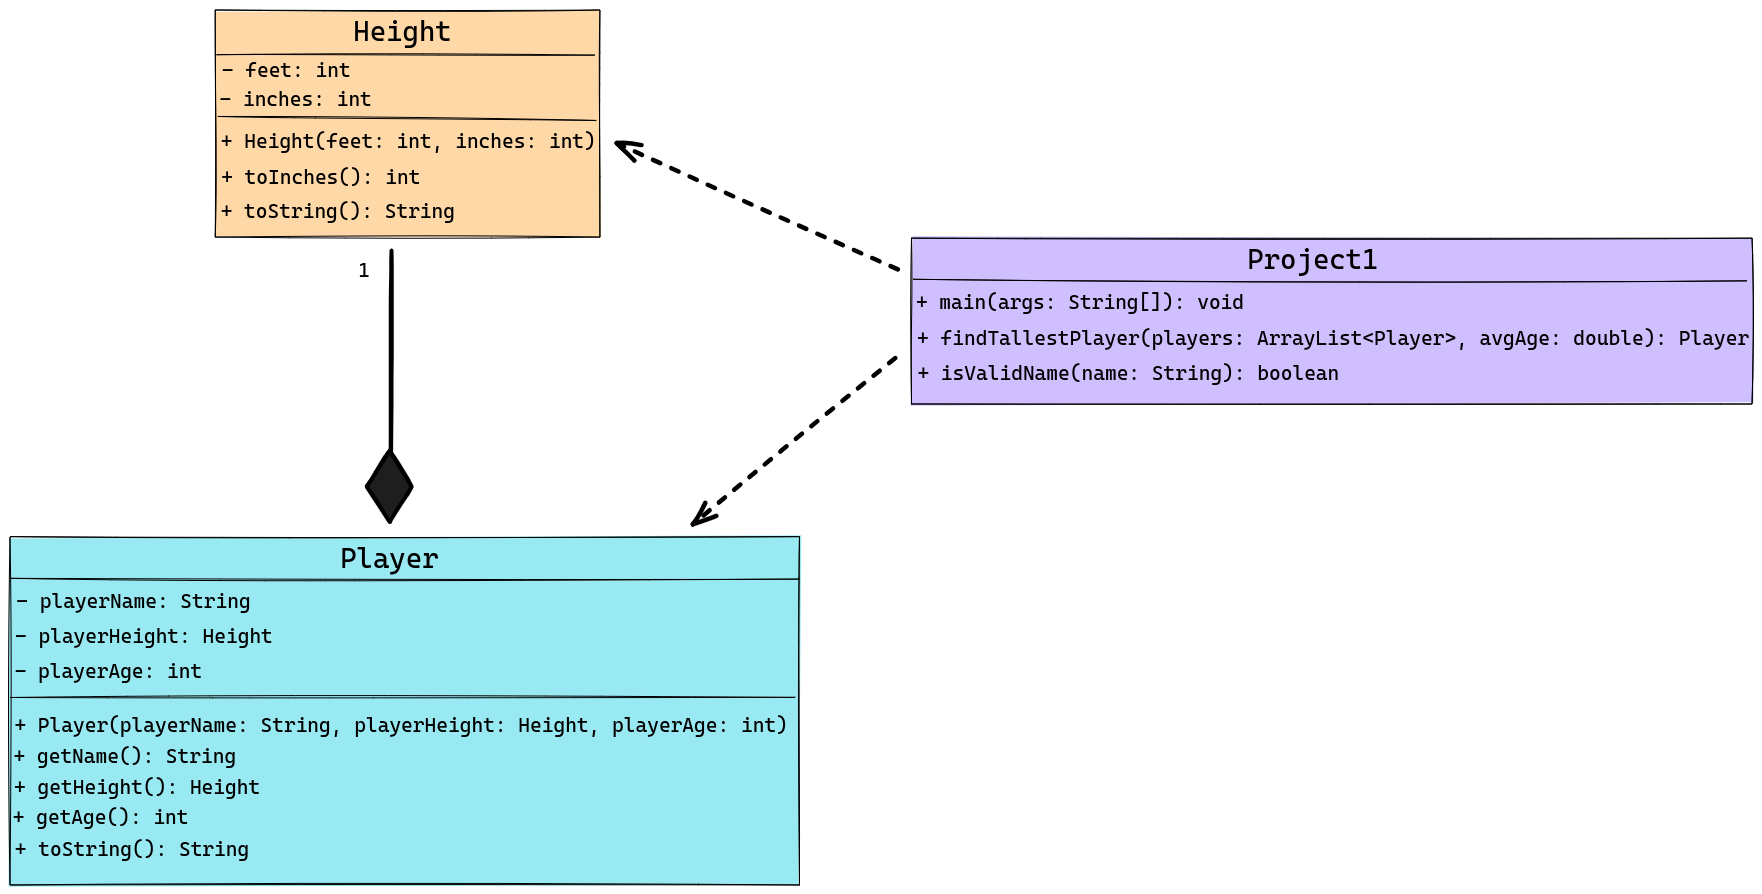 Height
- feet: int
- inches: int
+ Height(feet: int, inches: int)
+ toInches(): int
+ toString(): String
1
Project1
+ main(args: String[]): void
+ findTallestPlayer(players: ArrayList<Player>, avgAge: double): Player
+ isValidName(name: String): boolean
Player
- playerName: String
- playerHeight: Height
- playerAge: int
+ Player(playerName: String, playerHeight: Height, playerAge: int)
+ getName(): String
+ getHeight(): Height
+ getAge(): int
+ toString(): String